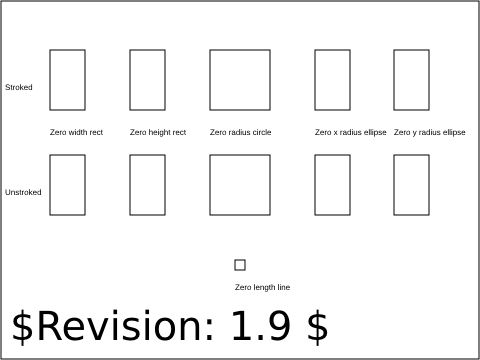 Stroked
Zero width rect Zero height rect Zero radius circle Zero x radius ellipse Zero y radius ellipse
Unstroked
Zero length line
$Revision: 1.9 $